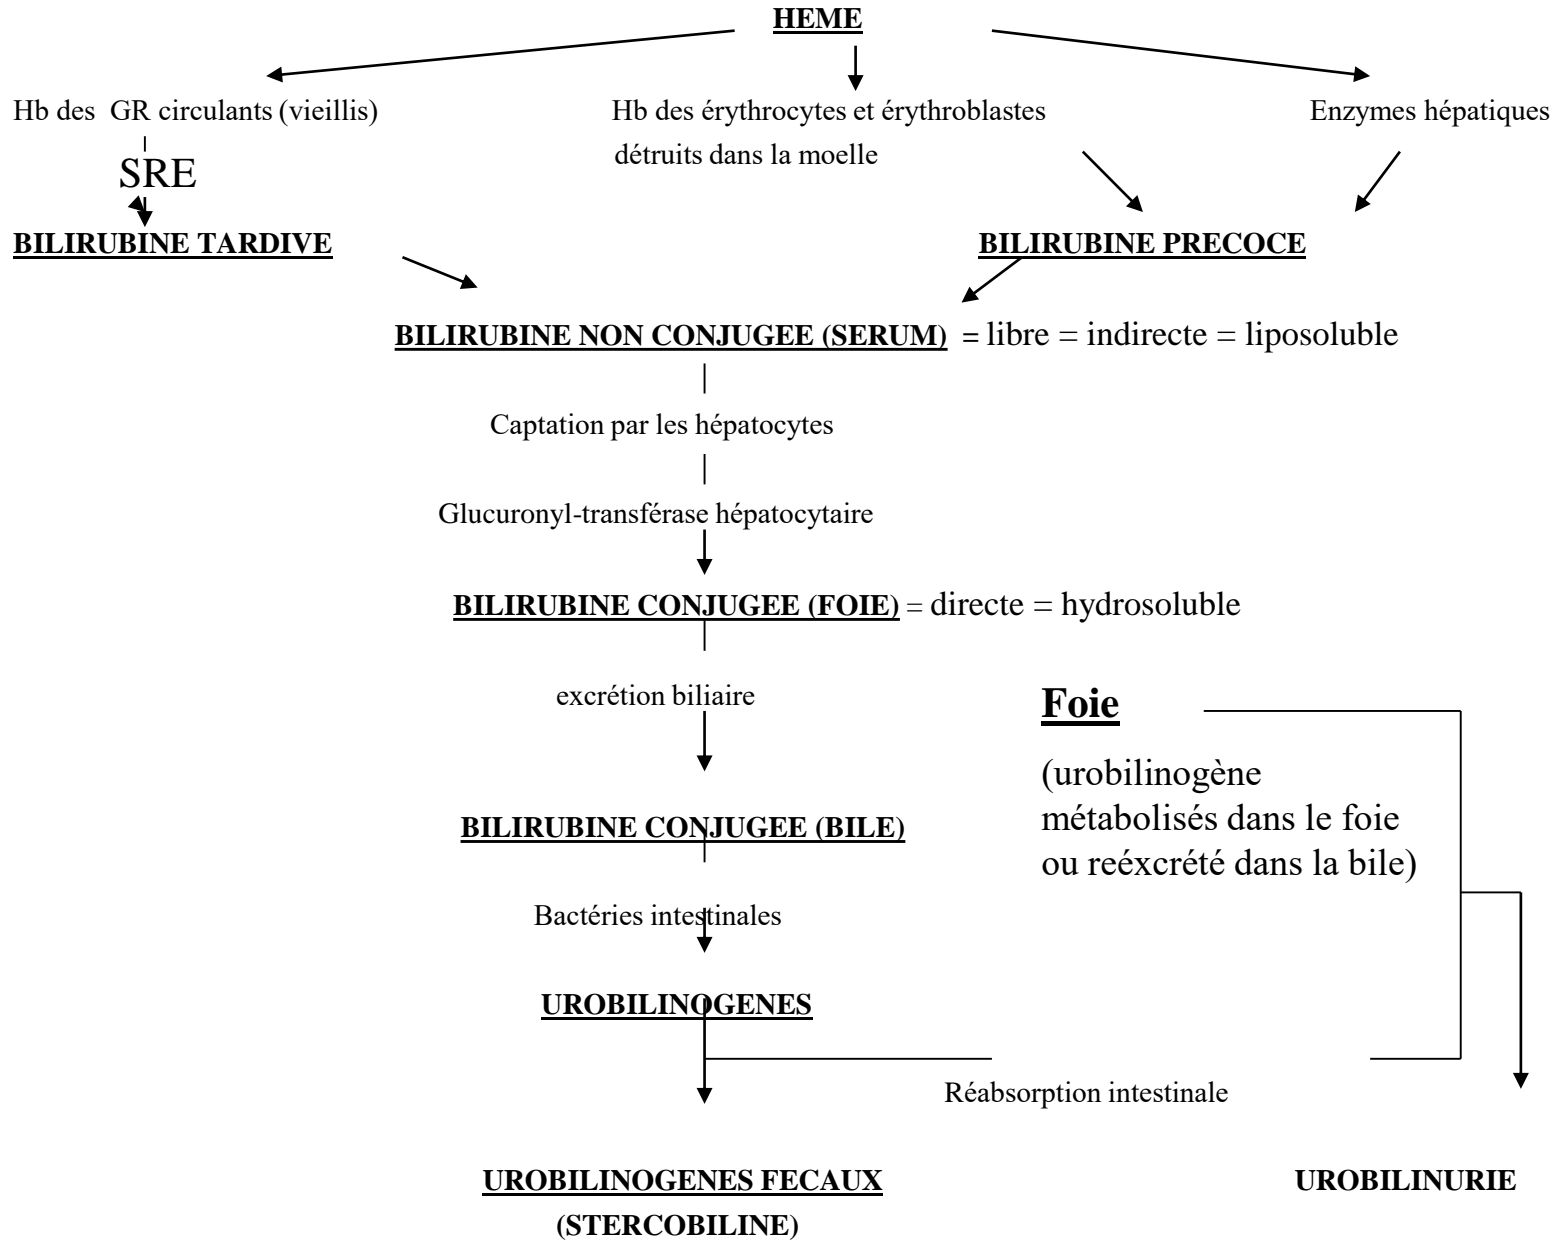 HEME
Hb des GR circulants (vieillis)
Hb des érythrocytes et érythroblastes
détruits dans la moelle
Enzymes hépatiques
SRE
BILIRUBINE TARDIVE
BILIRUBINE PRECOCE
BILIRUBINE NON CONJUGEE (SERUM) = libre = indirecte = liposoluble
Captation par les hépatocytes
Glucuronyl-transférase hépatocytaire
BILIRUBINE CONJUGEE (FOIE) = directe = hydrosoluble
excrétion biliaire
Foie
(urobilinogène
métabolisés dans le foie
ou reéxcrété dans la bile)
BILIRUBINE CONJUGEE (BILE)
Bactéries intestinales
UROBILINOGENES
Réabsorption intestinale
UROBILINOGENES FECAUX
(STERCOBILINE)
UROBILINURIE